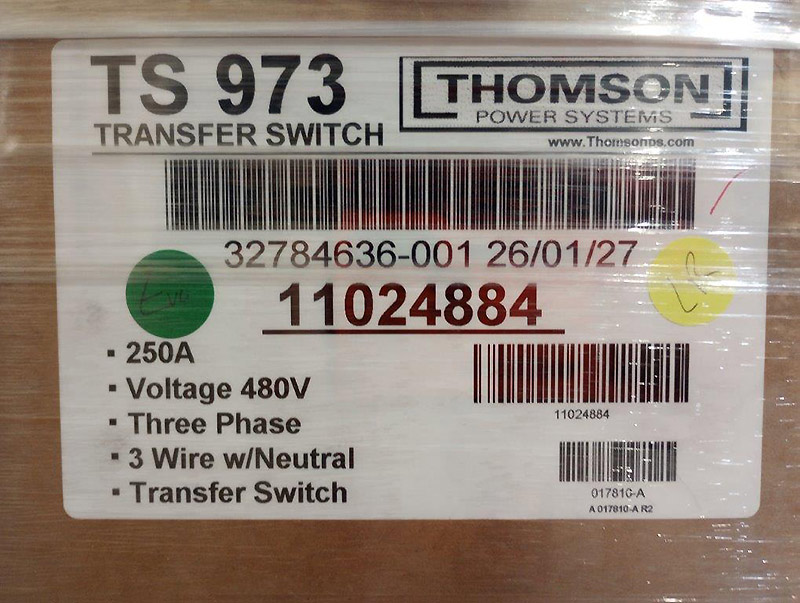 TS 973
TRANSFER SWITCH
THOMSON
POWER SYSTEMS
www.Thomsonps.com
32784636-001 26/01/27
11024884
▪ 250A
▪ Voltage 480V
▪ Three Phase
▪ 3 Wire w/Neutral
▪ Transfer Switch
11024884
017810-A
A 017810-A R2